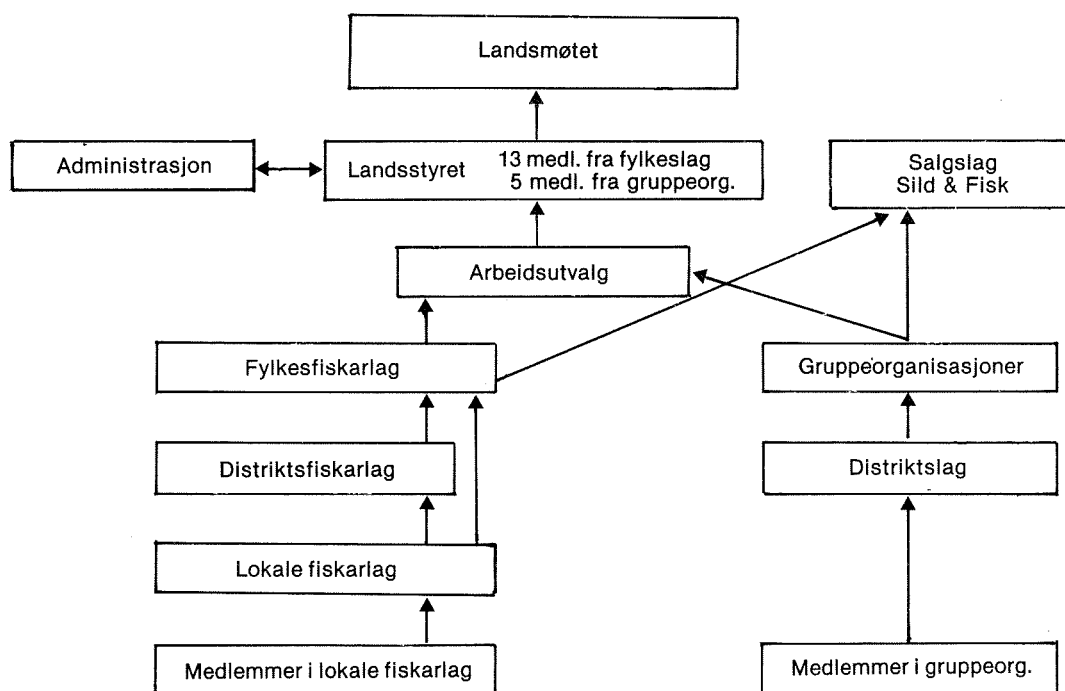 Landsmøtet
Administrasjon
Landsstyret
13 medl. fra fylkeslag
5 medl. fra gruppeorg.
Salgslag
Sild & Fisk
Arbeidsutvalg
Fylkesfiskarlag
Gruppeorganisasjoner
Distriktsfiskarlag
Distriktslag
Lokale fiskarlag
Medlemmer i lokale fiskarlag
Medlemmer i gruppeorg.